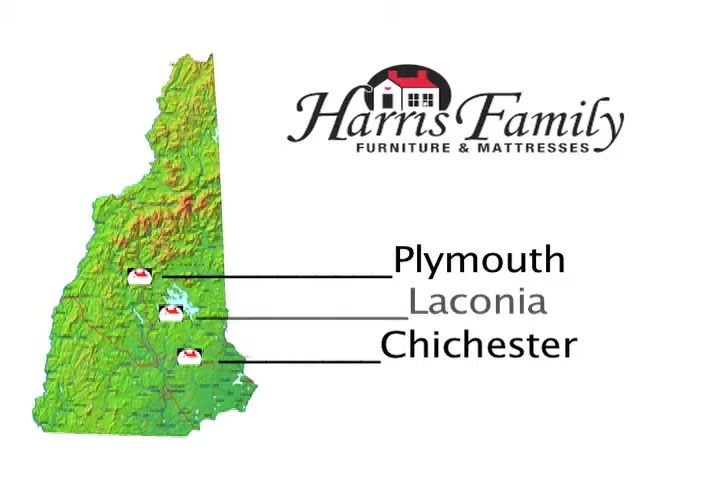 Harris Family
FURNITURE & MATTRESSES
Plymouth
Laconia
Chichester